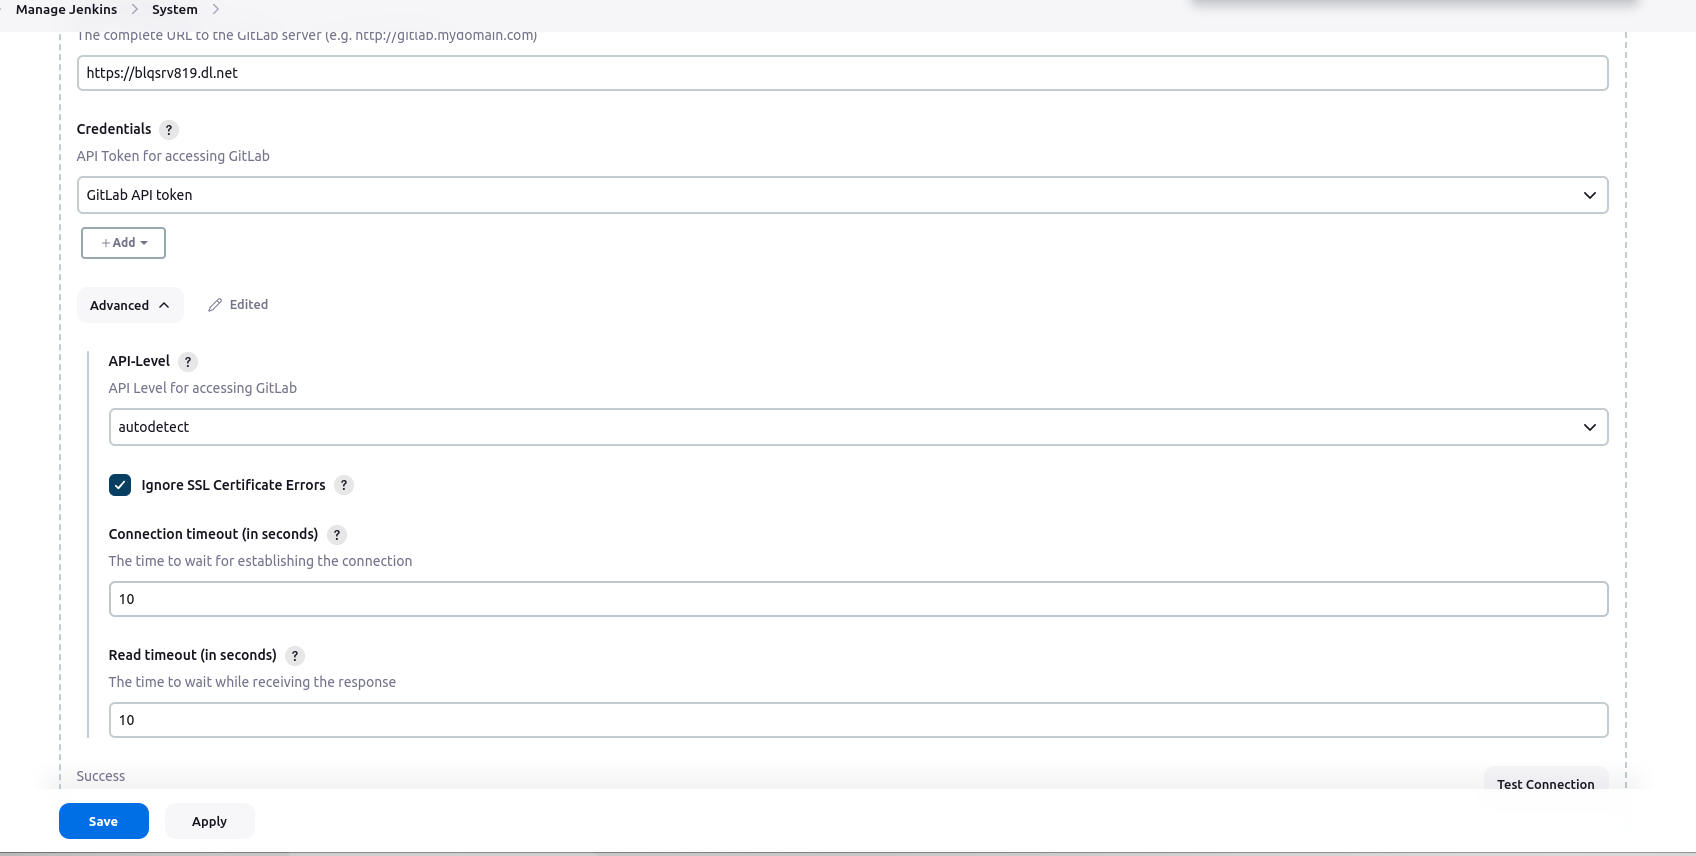 Manage Jenkins > System >
The complete URL to the GitLab server (e.g. http://gitlab.mydomain.com)
https://blqsrv819.dl.net
Credentials ?
API Token for accessing GitLab
GitLab API token
+ Add
Advanced Edited
API-Level ?
API Level for accessing GitLab
autodetect
Ignore SSL Certificate Errors ?
Connection timeout (in seconds) ?
The time to wait for establishing the connection
10
Read timeout (in seconds) ?
The time to wait while receiving the response
10
Success
Test Connection
Save Apply